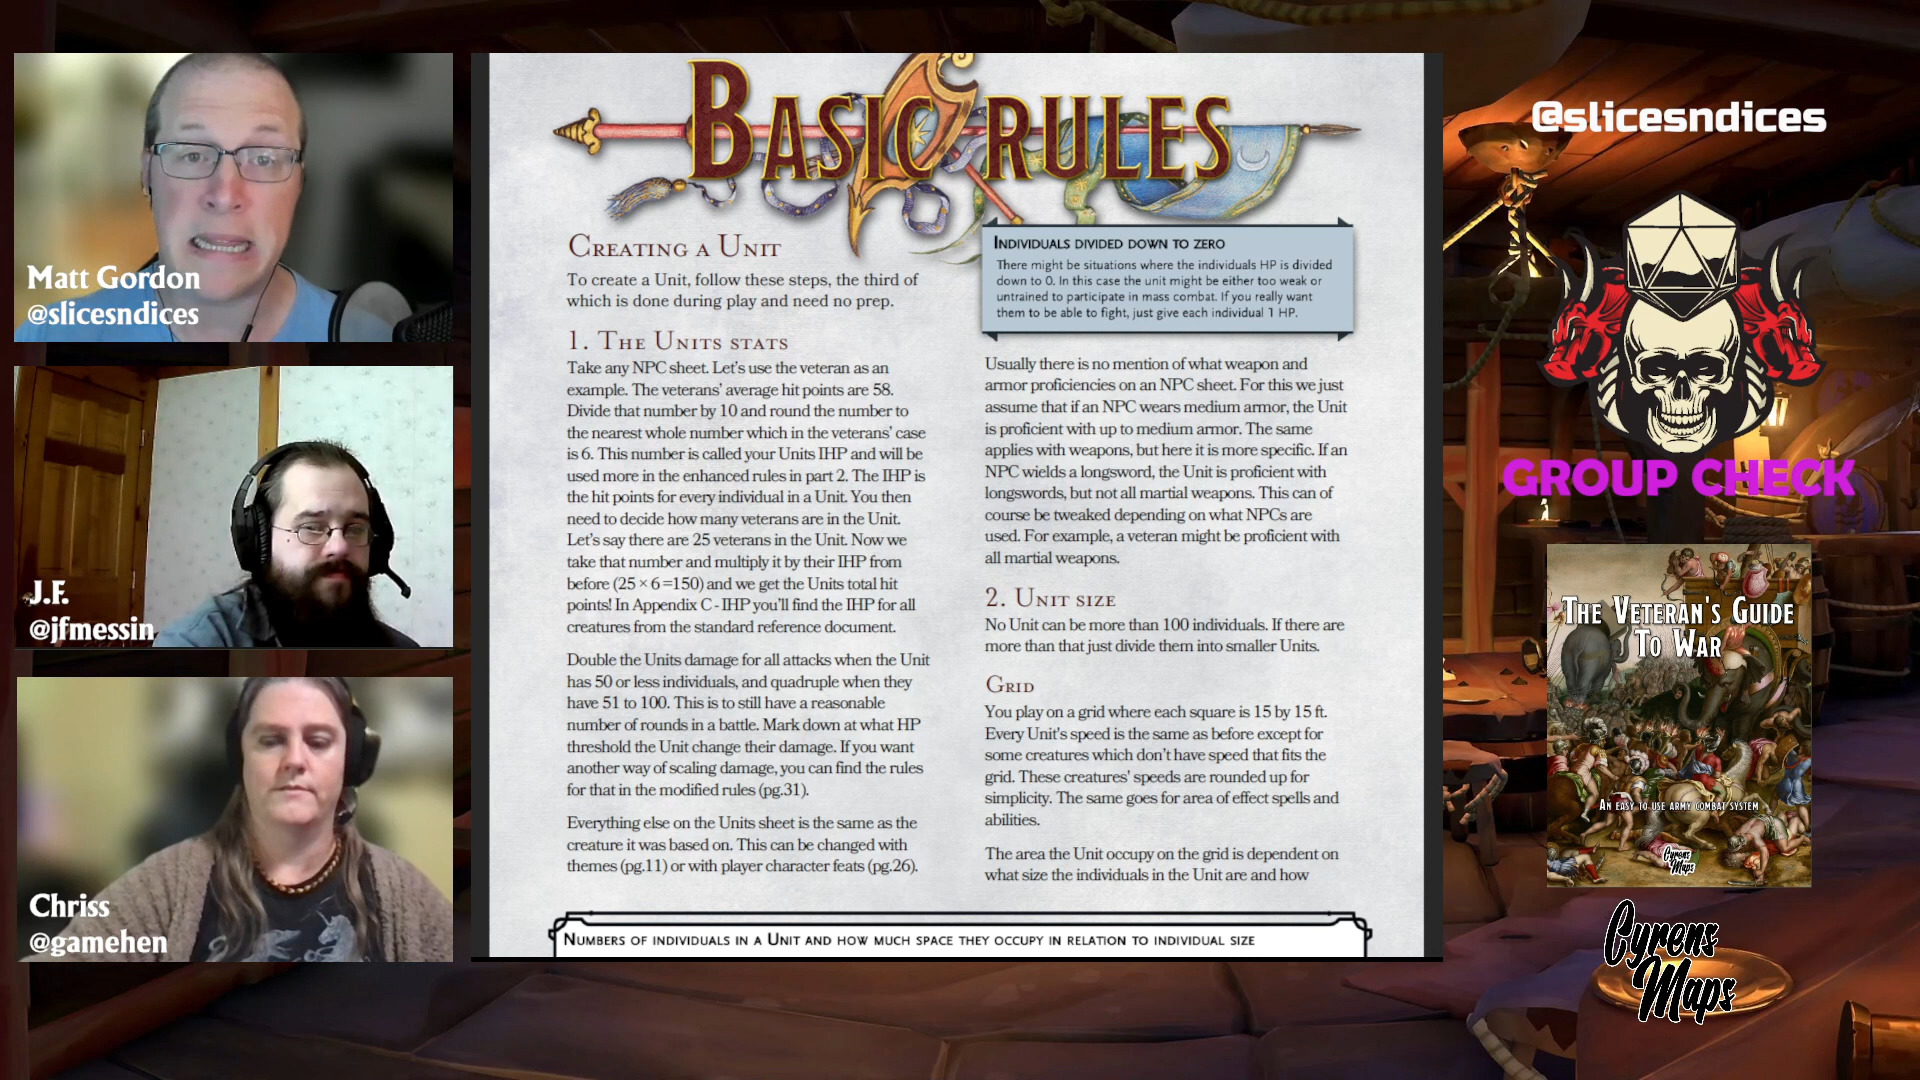 Matt Gordon
@slicesndices
J.F.
@jfmessin
Chriss
@gamehen
Basic rules
Creating a Unit
To create a Unit, follow these steps, the third of
which is done during play and need no prep.
1. The Units stats
Take any NPC sheet. Let's use the veteran as an
example. The veterans' average hit points are 58.
Divide that number by 10 and round the number to
the nearest whole number which in the veterans' case
is 6. This number is called your Units IHP and will be
used more in the enhanced rules in part 2. The IHP is
the hit points for every individual in a Unit. You then
need to decide how many veterans are in the Unit.
Let's say there are 25 veterans in the Unit. Now we
take that number and multiply it by their IHP from
before (25 × 6 =150) and we get the Units total hit
points! In Appendix C - IHP you'll find the IHP for all
creatures from the standard reference document.
Double the Units damage for all attacks when the Unit
has 50 or less individuals, and quadruple when they
have 51 to 100. This is to still have a reasonable
number of rounds in a battle. Mark down at what HP
threshold the Unit change their damage. If you want
another way of scaling damage, you can find the rules
for that in the modified rules (pg.31).
Everything else on the Units sheet is the same as the
creature it was based on. This can be changed with
themes (pg.11) or with player character feats (pg.26).
Individuals divided down to zero
There might be situations where the individuals HP is divided
down to 0. In this case the unit might be either too weak or
untrained to participate in mass combat. If you really want
them to be able to fight, just give each individual 1 HP.
Usually there is no mention of what weapon and
armor proficiencies on an NPC sheet. For this we just
assume that if an NPC wears medium armor, the Unit
is proficient with up to medium armor. The same
applies with weapons, but here it is more specific. If an
NPC wields a longsword, the Unit is proficient with
longswords, but not all martial weapons. This can of
course be tweaked depending on what NPCs are
used. For example, a veteran might be proficient with
all martial weapons.
2. Unit size
No Unit can be more than 100 individuals. If there are
more than that just divide them into smaller Units.
Grid
You play on a grid where each square is 15 by 15 ft.
Every Unit's speed is the same as before except for
some creatures which don't have speed that fits the
grid. These creatures' speeds are rounded up for
simplicity. The same goes for area of effect spells and
abilities.
The area the Unit occupy on the grid is dependent on
what size the individuals in the Unit are and how
Numbers of individuals in a Unit and how much space they occupy in relation to individual size
@slicesndices
GROUP CHECK
The Veteran's Guide
To War
An easy to use army combat system
Cyrens
Maps
Cyrens
Maps